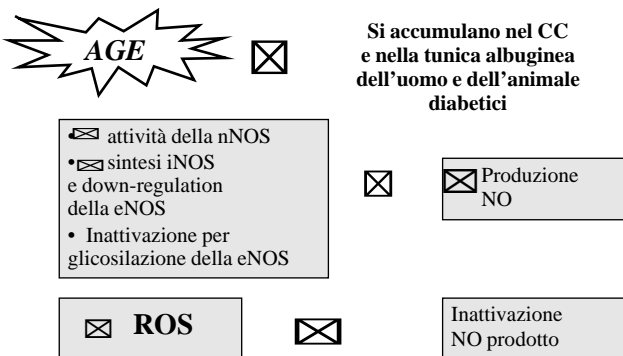 AGE
Si accumulano nel CC
e nella tunica albuginea
dell'uomo e dell'animale
diabetici
• attività della nNOS
• sintesi iNOS
e down-regulation
della eNOS
• Inattivazione per
glicosilazione della eNOS
Produzione
NO
ROS
Inattivazione
NO prodotto